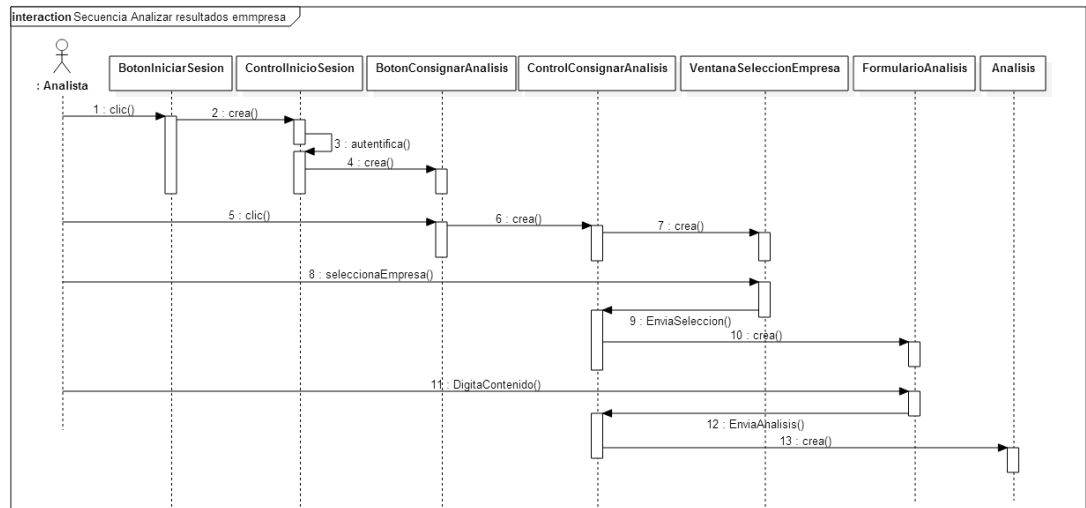 interaction Secuencia Analizar resultados emmpresa
: Analista
BotonIniciarSesion
ControlInicioSesion
BotonConsignarAnalisis
ControlConsignarAnalisis
VentanaSeleccionEmpresa
FormularioAnalisis
Analisis
1 : clic()
2 : crea()
3 : autentifica()
4 : crea()
5 : clic()
6 : crea()
7 : crea()
8 : seleccionaEmpresa()
9 : EnviaSeleccion()
10 : crea()
11 : DigitaContenido()
12 : EnviaAnalisis()
13 : crea()